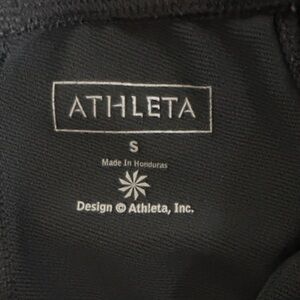 ATHLETA
S
Made In Honduras
Design © Athleta, Inc.